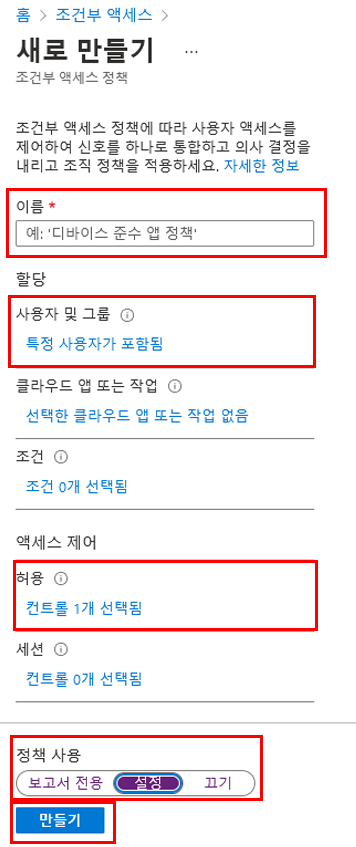 홈 > 조건부 액세스 >
새로 만들기 ...
조건부 액세스 정책
조건부 액세스 정책에 따라 사용자 액세스를
제어하여 신호를 하나로 통합하고 의사 결정을
내리고 조직 정책을 적용하세요. 자세한 정보
이름 *
예: '디바이스 준수 앱 정책'
할당
사용자 및 그룹
특정 사용자가 포함됨
클라우드 앱 또는 작업
선택한 클라우드 앱 또는 작업 없음
조건
조건 0개 선택됨
액세스 제어
허용
컨트롤 1개 선택됨
세션
컨트롤 0개 선택됨
정책 사용
보고서 전용 설정 끄기
만들기